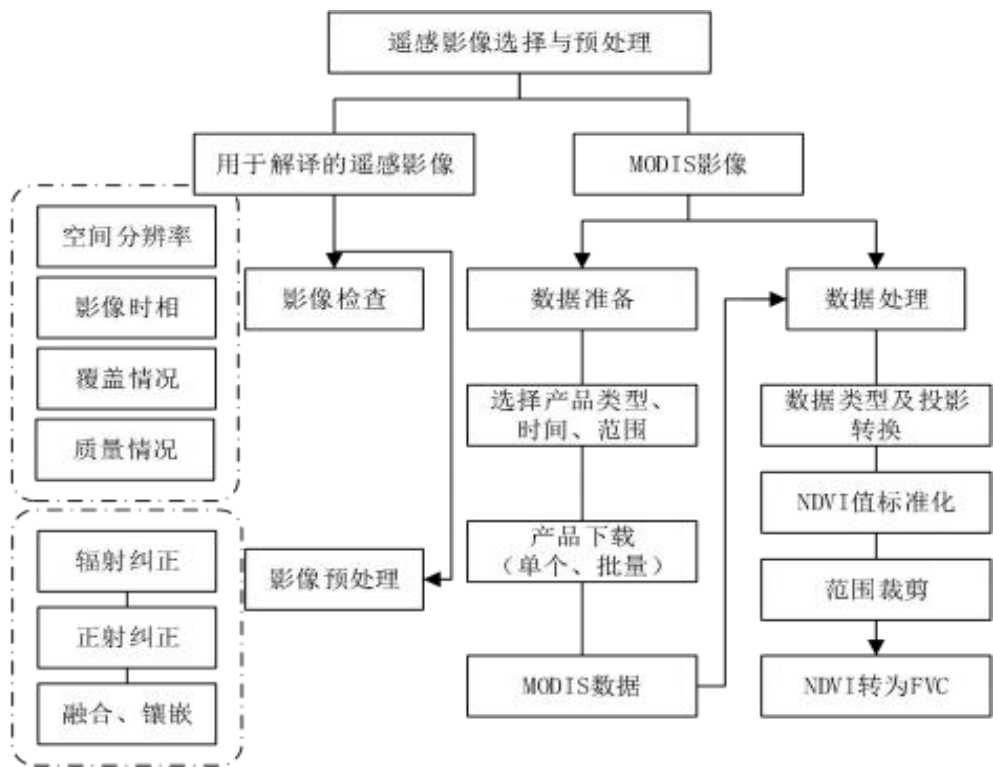 遥感影像选择与预处理
用于解译的遥感影像
MODIS影像
空间分辨率
影像时相
覆盖情况
质量情况
影像检查
辐射纠正
正射纠正
融合、镶嵌
影像预处理
数据准备
选择产品类型、
时间、范围
产品下载
（单个、批量）
MODIS数据
数据处理
数据类型及投影
转换
NDVI值标准化
范围裁剪
NDVI转为FVC